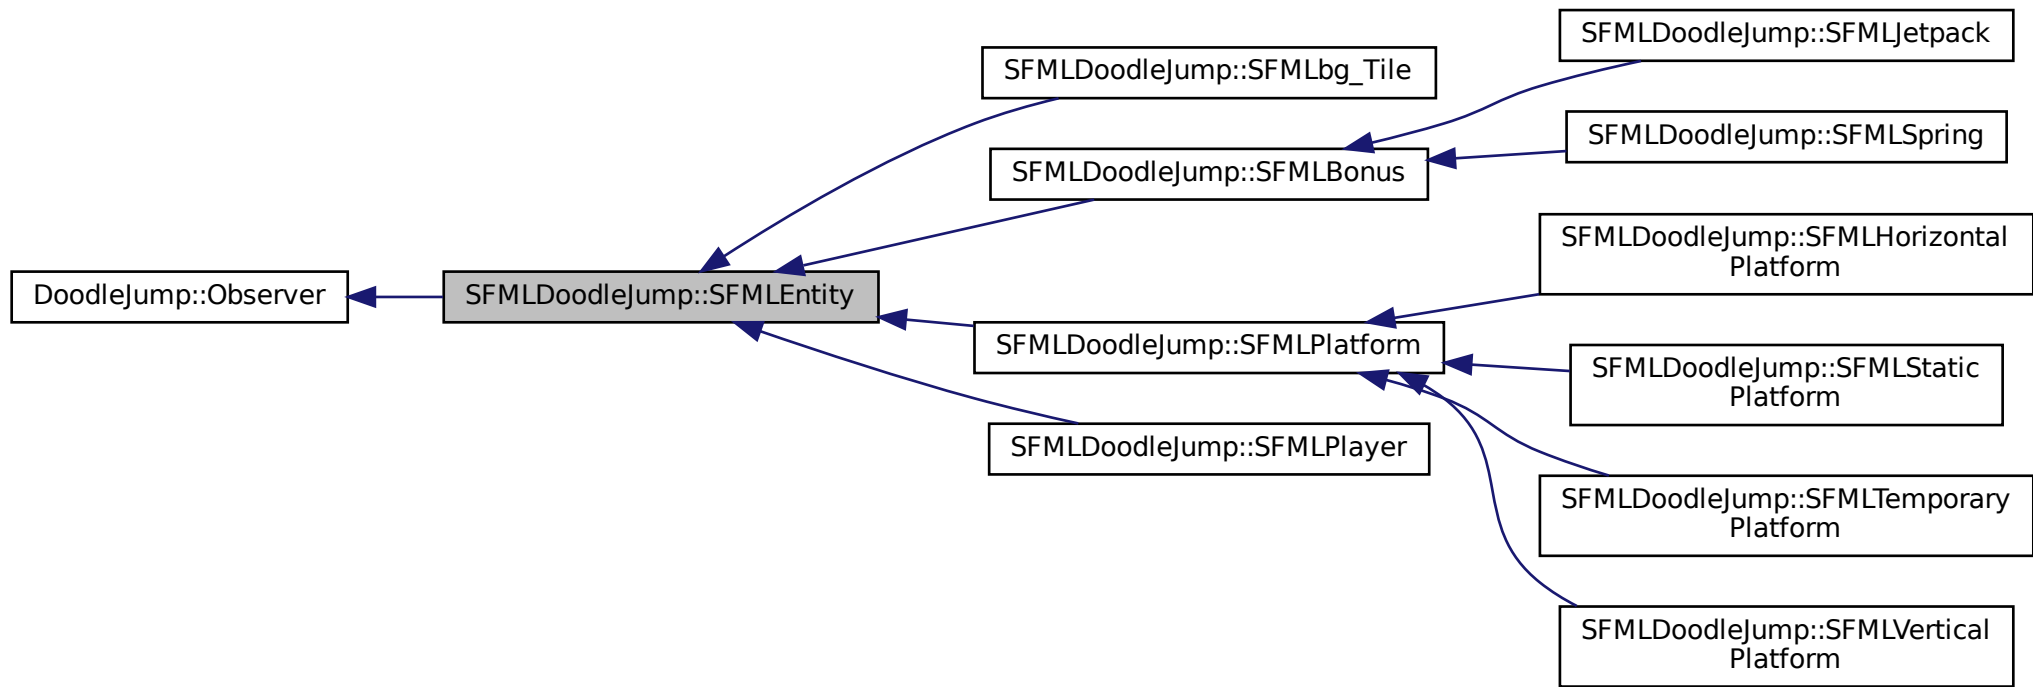 DoodleJump::Observer
SFMLDoodleJump::SFMLEntity
SFMLDoodleJump::SFMLbg_Tile
SFMLDoodleJump::SFMLBonus
SFMLDoodleJump::SFMLPlatform
SFMLDoodleJump::SFMLPlayer
SFMLDoodleJump::SFMLJetpack
SFMLDoodleJump::SFMLSpring
SFMLDoodleJump::SFMLHorizontal
Platform
SFMLDoodleJump::SFMLStatic
Platform
SFMLDoodleJump::SFMLTemporary
Platform
SFMLDoodleJump::SFMLVertical
Platform